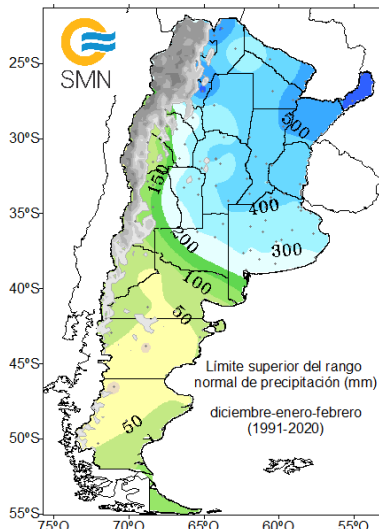 SMN
25°S
30°S
35°S
40°S
45°S
50°S
55°S
75°O
70°O
65°O
60°O
55°O
500
150
400
200
300
100
50
50
Límite superior del rango
normal de precipitación (mm)
diciembre-enero-febrero
(1991-2020)